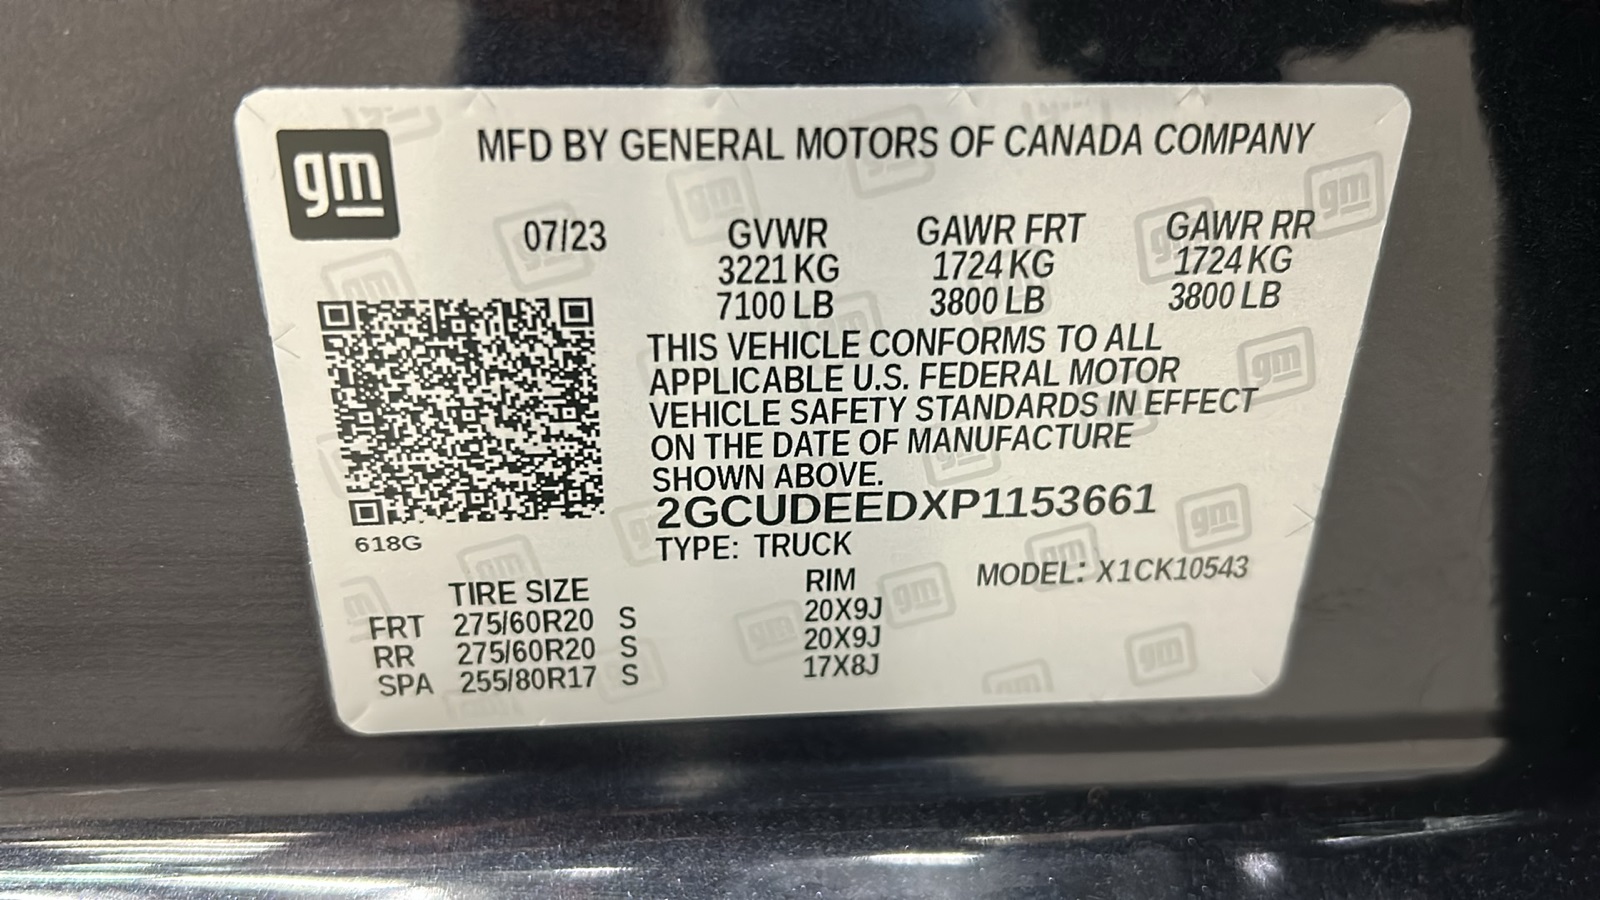 gm
MFD BY GENERAL MOTORS OF CANADA COMPANY
07/23 GVWR GAWR FRT GAWR RR
3221 KG 1724 KG 1724 KG
7100 LB 3800 LB 3800 LB
THIS VEHICLE CONFORMS TO ALL
APPLICABLE U.S. FEDERAL MOTOR
VEHICLE SAFETY STANDARDS IN EFFECT
ON THE DATE OF MANUFACTURE
SHOWN ABOVE.
2GCUDEEDXP1153661
618G
TYPE: TRUCK
MODEL: X1CK10543
TIRE SIZE RIM
FRT 275/60R20 S 20X9J
RR 275/60R20 S 20X9J
SPA 255/80R17 S 17X8J